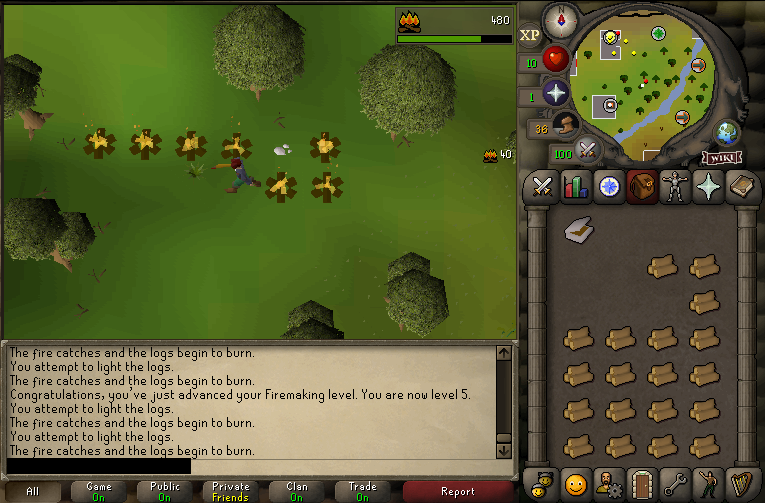 480
XP
N
10
1
40
36
100
WIKI
The fire catches and the logs begin to burn.
You attempt to light the logs.
The fire catches and the logs begin to burn.
Congratulations, you've just advanced your Firemaking level. You are now level 5.
You attempt to light the logs.
The fire catches and the logs begin to burn.
You attempt to light the logs.
The fire catches and the logs begin to burn.
All
Game
On
Public
On
Private
Friends
Clan
On
Trade
On
Report